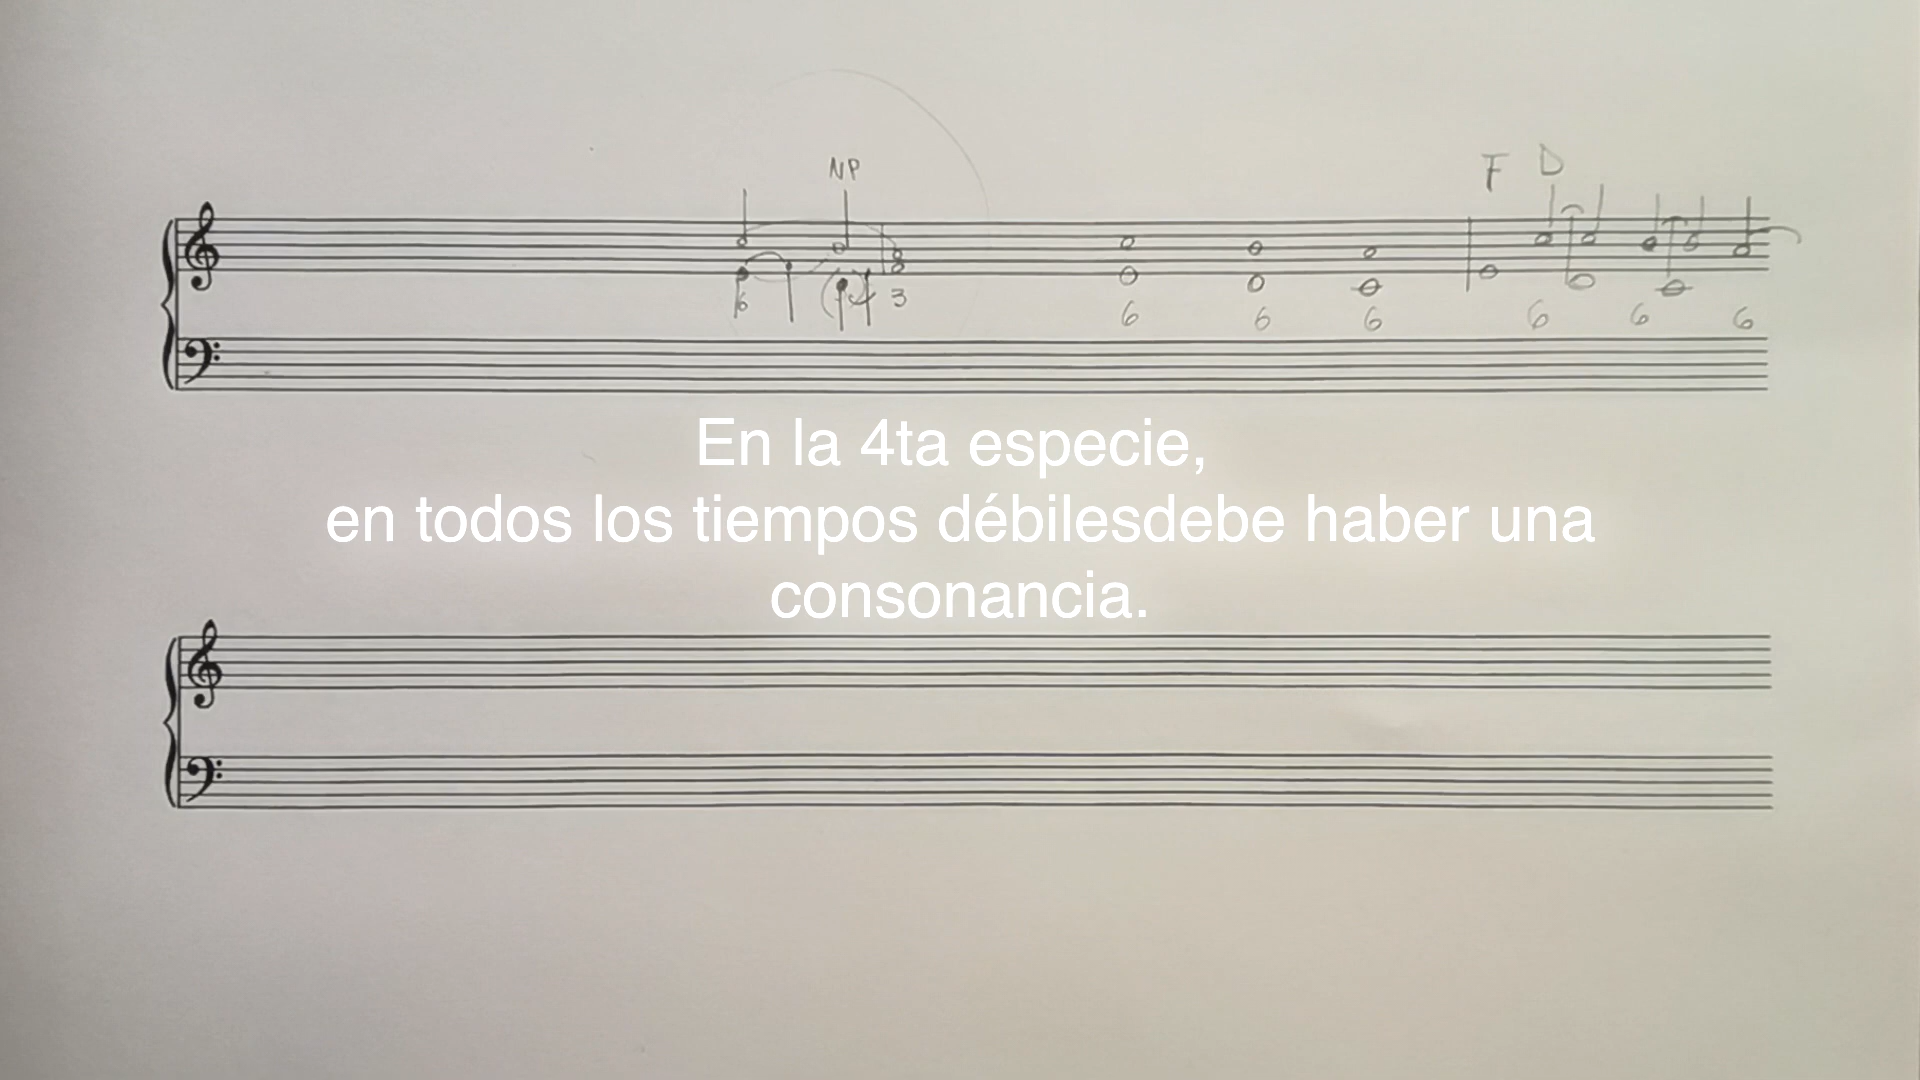 NP
F D
6 4 3 6 6 6 6 6 6
En la 4ta especie,
en todos los tiempos débilesdebe haber una
consonancia.